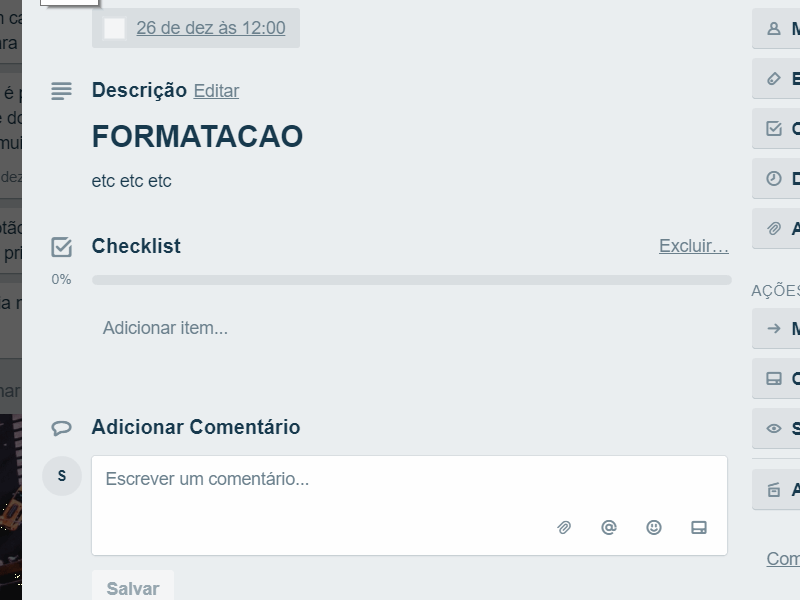 26 de dez às 12:00
Descrição Editar
FORMATACAO
etc etc etc
Checklist Excluir…
0%
Adicionar item...
Adicionar Comentário
S
Escrever um comentário...
@
Salvar
AÇÕES